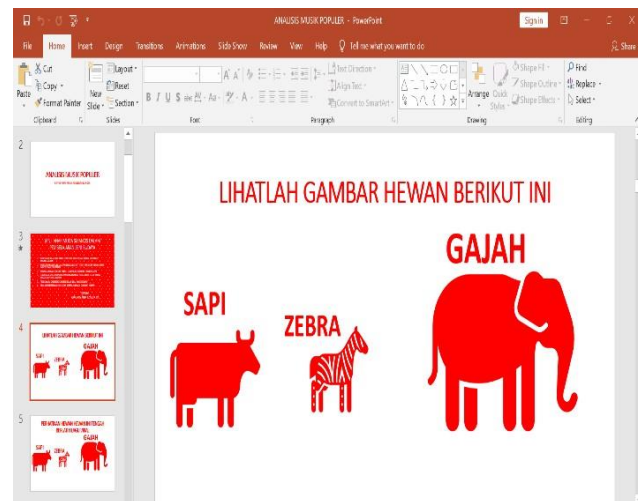 ANALISIS MUSIK POPULER - PowerPoint
Sign in
File Home Insert Design Transitions Animations Slide Show Review View Help Tell me what you want to do Share
Paste
Cut
Copy
Format Painter
Clipboard
New Slide
Layout
Reset
Section
Slides
Font
Text Direction
Align Text
Convert to SmartArt
Paragraph
Arrange
Quick Styles
Shape Fill
Shape Outline
Shape Effects
Drawing
Find
Replace
Select
Editing
2
ANALISIS MUSIK POPULER
3
4
LIHATLAH GAMBAR HEWAN BERIKUT INI
GAJAH
SAPI
ZEBRA
5
GAJAH
SAPI
ZEBRA
LIHATLAH GAMBAR HEWAN BERIKUT INI
GAJAH
SAPI
ZEBRA